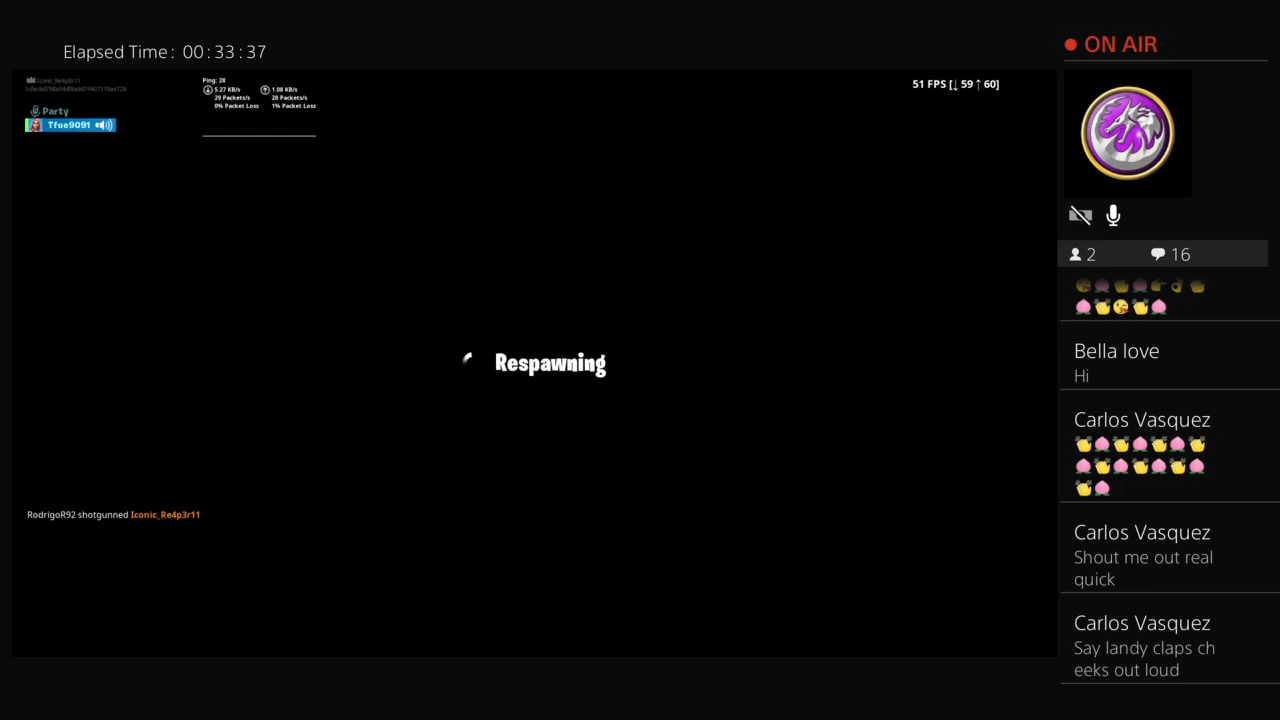 Elapsed Time: 00:33:37
ON AIR
Iconic_Re4p3r11
Ping: 28
5.27 KB/s 1.08 KB/s
29 Packets/s 28 Packets/s
0% Packet Loss 1% Packet Loss
51 FPS [↓ 59 ↑ 60]
Party
Tfue9091
Respawning
RodrigoR92 shotgunned Iconic_Re4p3r11
2 16
👏🍑👏🍑👏🍑👏
🍑👏🍑👏🍑👏🍑
👏🍑
Bella love
Hi
Carlos Vasquez
Carlos Vasquez
Shout me out real
quick
Carlos Vasquez
Say landy claps ch
eeks out loud